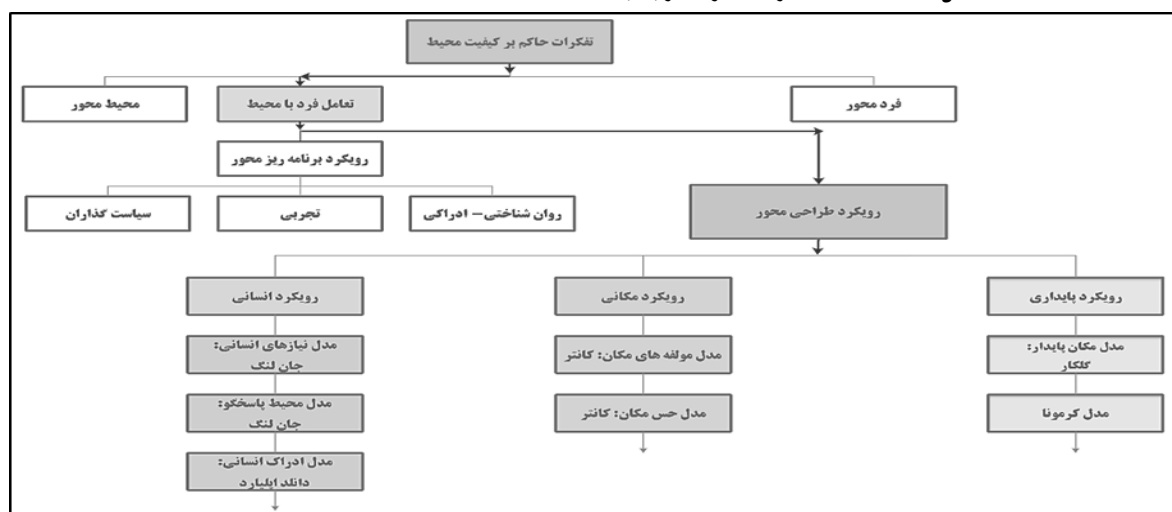 تفکرات حاکم بر کیفیت محیط
فرد محور
تعامل فرد با محیط
محیط محور
رویکرد برنامه ریز محور
روان شناختی– ادراکی
تجربی
سیاست گذاران
رویکرد طراحی محور
رویکرد پایداری
رویکرد مکانی
رویکرد انسانی
مدل مکان پایدار:
گلکار
مدل مولفه های مکان: کانتر
مدل نیازهای انسانی:
جان لنگ
مدل کرمونا
مدل حس مکان: کانتر
مدل محیط پاسخگو:
جان لنگ
مدل ادراک انسانی:
دانلد اپلیارد